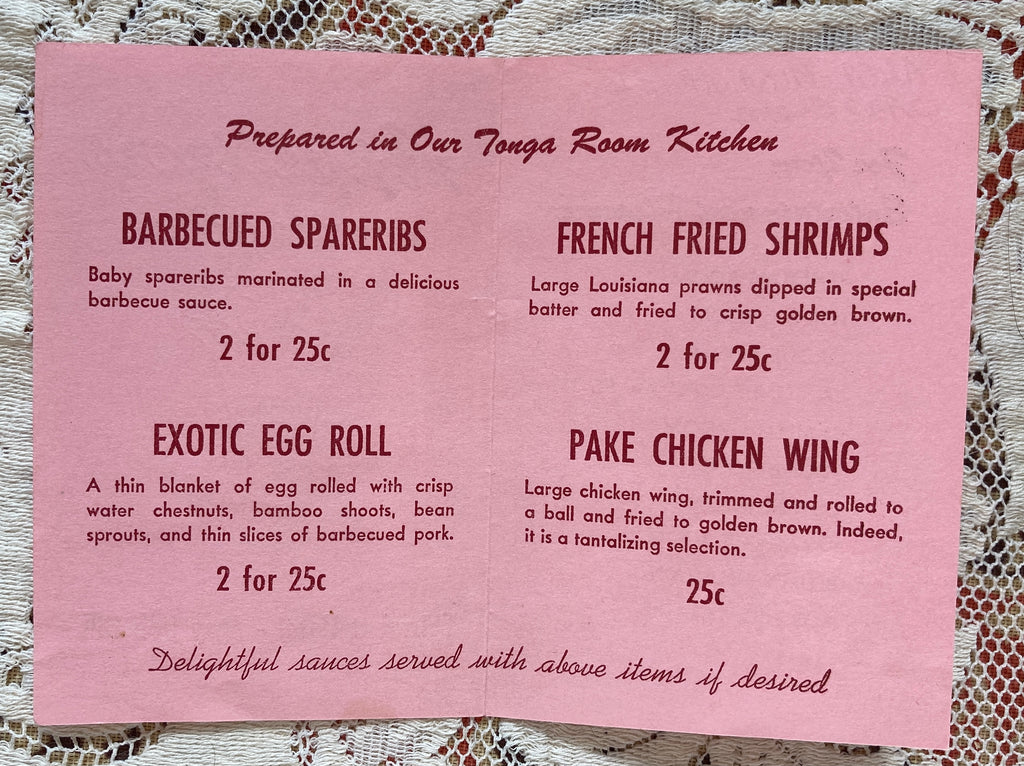 Prepared in Our Tonga Room Kitchen
BARBECUED SPARERIBS
Baby spareribs marinated in a delicious
barbecue sauce.
2 for 25c
EXOTIC EGG ROLL
A thin blanket of egg rolled with crisp
water chestnuts, bamboo shoots, bean
sprouts, and thin slices of barbecued pork.
2 for 25c
FRENCH FRIED SHRIMPS
Large Louisiana prawns dipped in special
batter and fried to crisp golden brown.
2 for 25c
PAKE CHICKEN WING
Large chicken wing, trimmed and rolled to
a ball and fried to golden brown. Indeed,
it is a tantalizing selection.
25c
Delightful sauces served with above items if desired